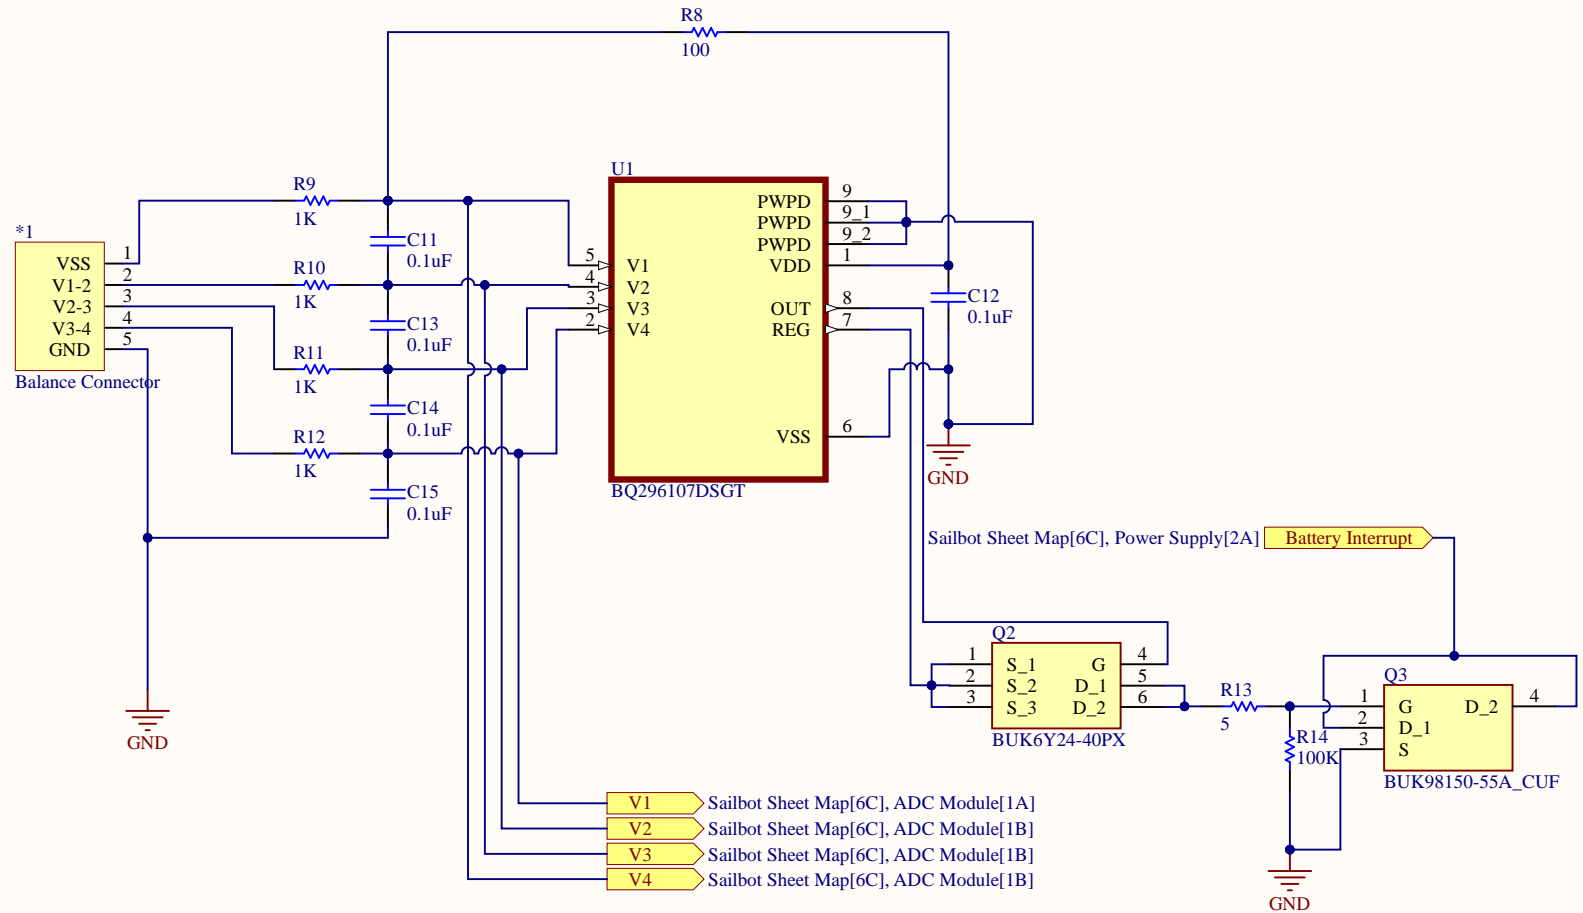 R8
100
U1
R9
1K
*1
VSS 1
V1-2 2
V2-3 3
V3-4 4
GND 5
Balance Connector
R10
1K
R11
1K
R12
1K
C11
0.1uF
C13
0.1uF
C14
0.1uF
C15
0.1uF
GND
5 V1
4 V2
3 V3
2 V4
PWPD 9
PWPD 9_1
PWPD 9_2
VDD 1
OUT 8
REG 7
VSS 6
BQ296107DSGT
C12
0.1uF
GND
Sailbot Sheet Map[6C], Power Supply[2A] Battery Interrupt
Q2
1 S_1 G 4
2 S_2 D_1 5
3 S_3 D_2 6
BUK6Y24-40PX
R13
5
R14
100K
Q3
1 G D_2 4
2 D_1
3 S
BUK98150-55A_CUF
GND
V1 Sailbot Sheet Map[6C], ADC Module[1A]
V2 Sailbot Sheet Map[6C], ADC Module[1B]
V3 Sailbot Sheet Map[6C], ADC Module[1B]
V4 Sailbot Sheet Map[6C], ADC Module[1B]